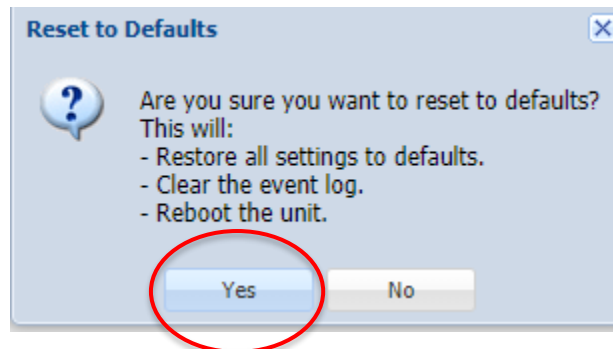 Reset to Defaults
Are you sure you want to reset to defaults?
This will:
- Restore all settings to defaults.
- Clear the event log.
- Reboot the unit.
Yes No